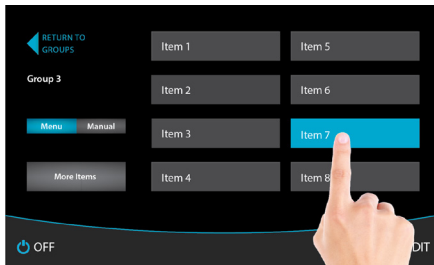 RETURN TO
GROUPS
Group 3
Menu Manual
More Items
Item 1
Item 2
Item 3
Item 4
Item 5
Item 6
Item 7
Item 8
OFF
DIT